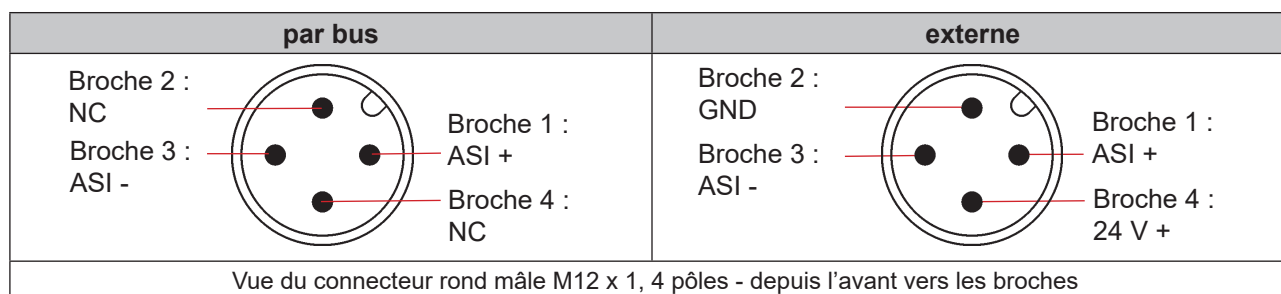 par bus
externe
Broche 2 :
NC
Broche 3 :
ASI -
Broche 1 :
ASI +
Broche 4 :
NC
Broche 2 :
GND
Broche 3 :
ASI -
Broche 1 :
ASI +
Broche 4 :
24 V +
Vue du connecteur rond mâle M12 x 1, 4 pôles - depuis l’avant vers les broches